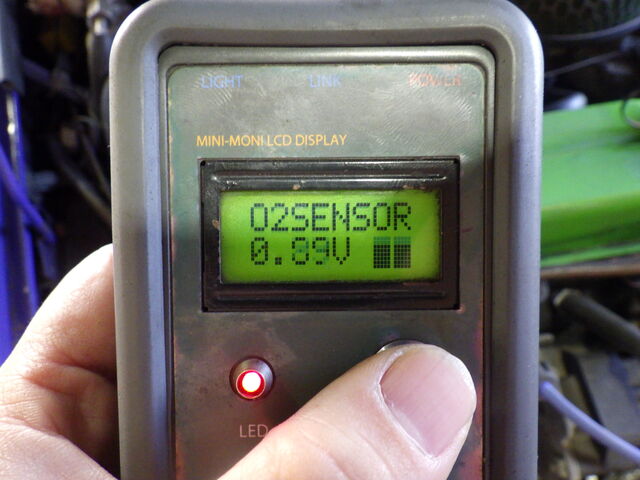 LIGHT LINK POWER
MINI-MONI LCD DISPLAY
O2SENSOR
0.89V
LED